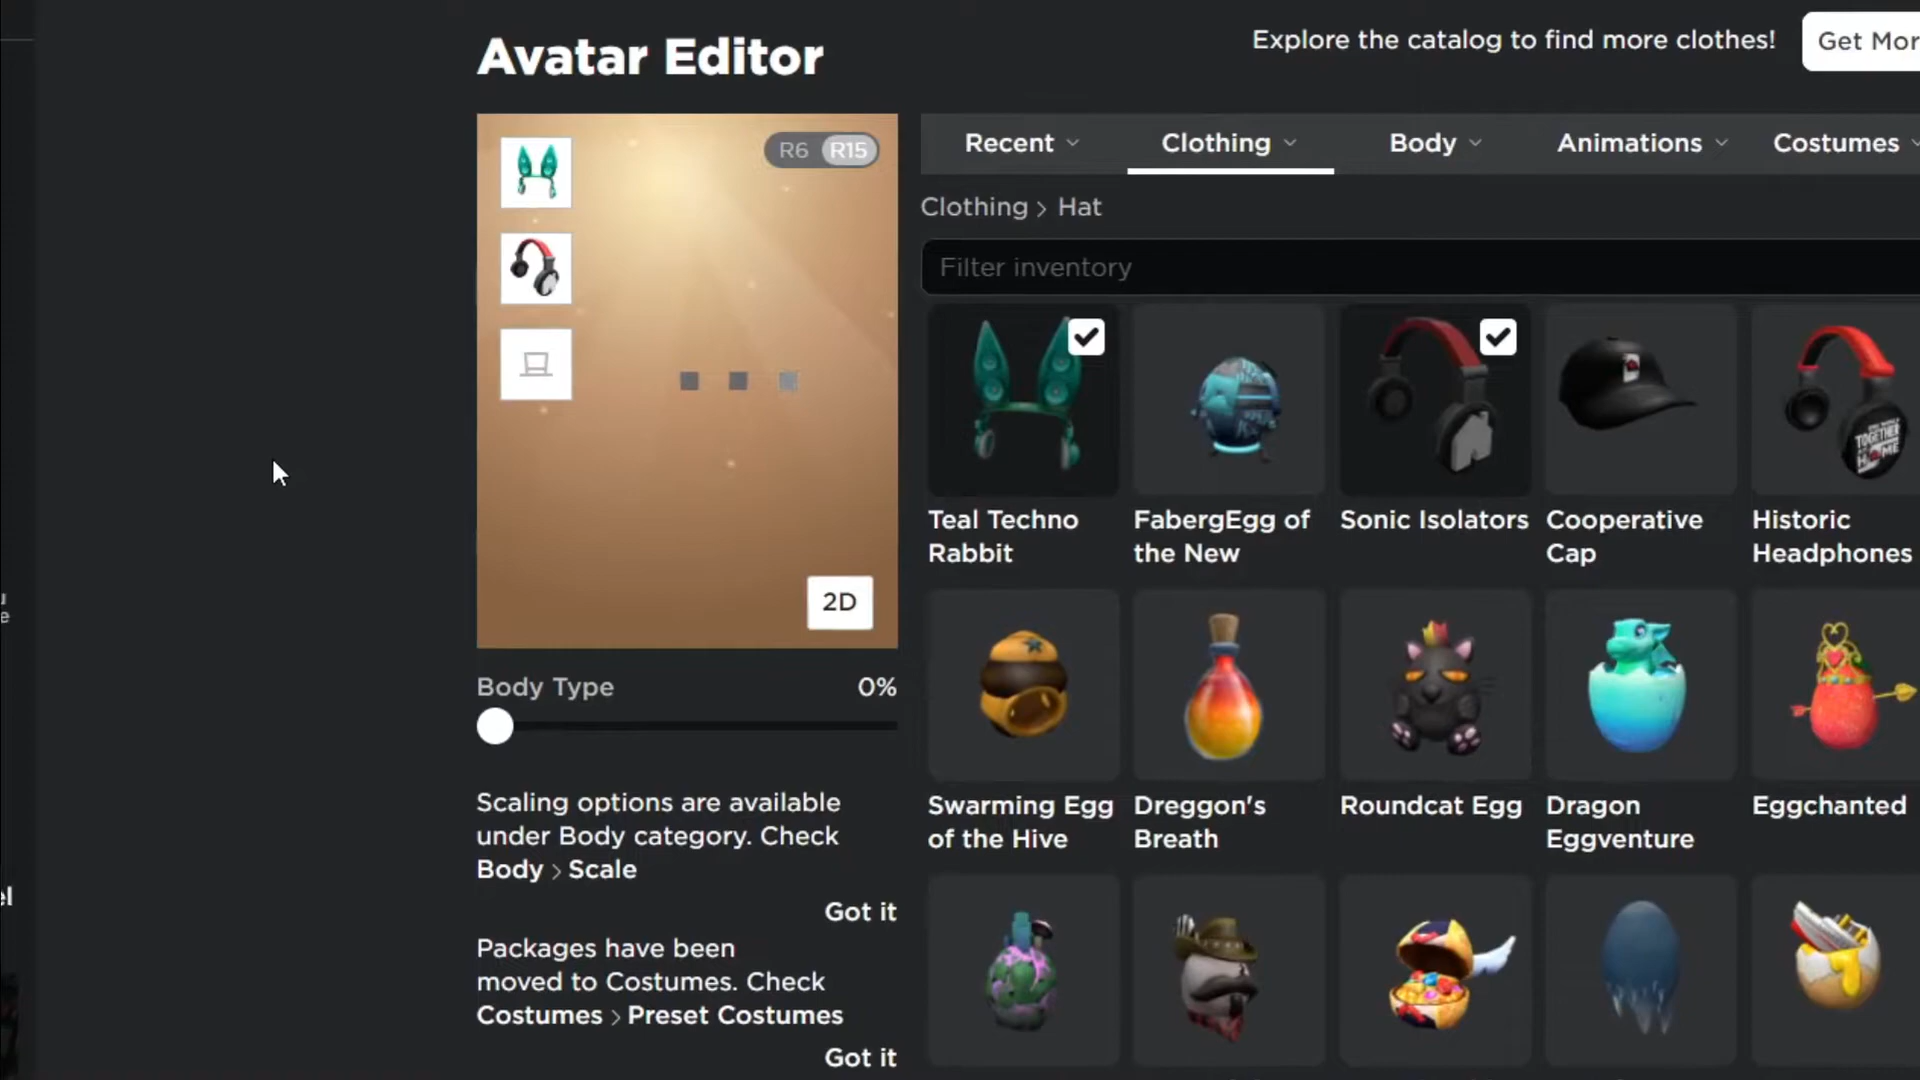 Avatar Editor
Explore the catalog to find more clothes!
Get Mor
R6 R15
Recent Clothing Body Animations Costumes
Clothing > Hat
Filter inventory
Teal Techno
Rabbit
FabergEgg of
the New
Sonic Isolators
Cooperative
Cap
Historic
Headphones
TOGETHER
HOME
2D
Body Type 0%
Swarming Egg
of the Hive
Dreggon's
Breath
Roundcat Egg
Dragon
Eggventure
Eggchanted
Scaling options are available
under Body category. Check
Body > Scale
Got it
Packages have been
moved to Costumes. Check
Costumes > Preset Costumes
Got it